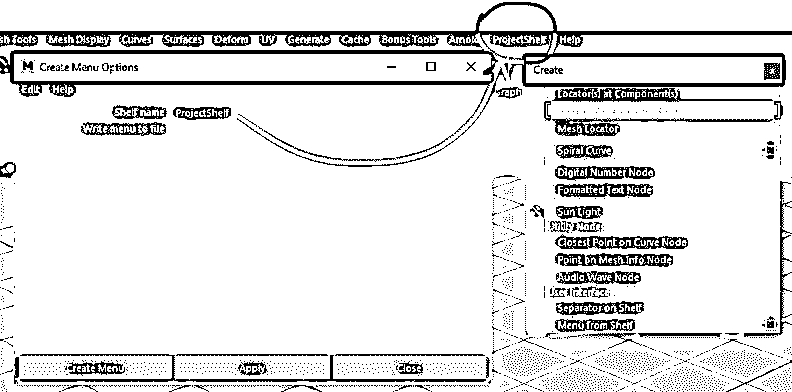 sh Tools Mesh Display Curves Surfaces Deform UV Generate Cache Bonus Tools Arnold ProjectShelf Help
Create Menu Options
Edit Help
Shelf name ProjectShelf
Write menu to file
Create Menu Apply Close
Create
Locator(s) at Component(s)
Mesh Locator
Spiral Curve
Digital Number Node
Formatted Text Node
Sun Light
Utility Node
Closest Point on Curve Node
Point on Mesh Info Node
Audio Wave Node
User Interface
Separator on Shelf
Menu from Shelf